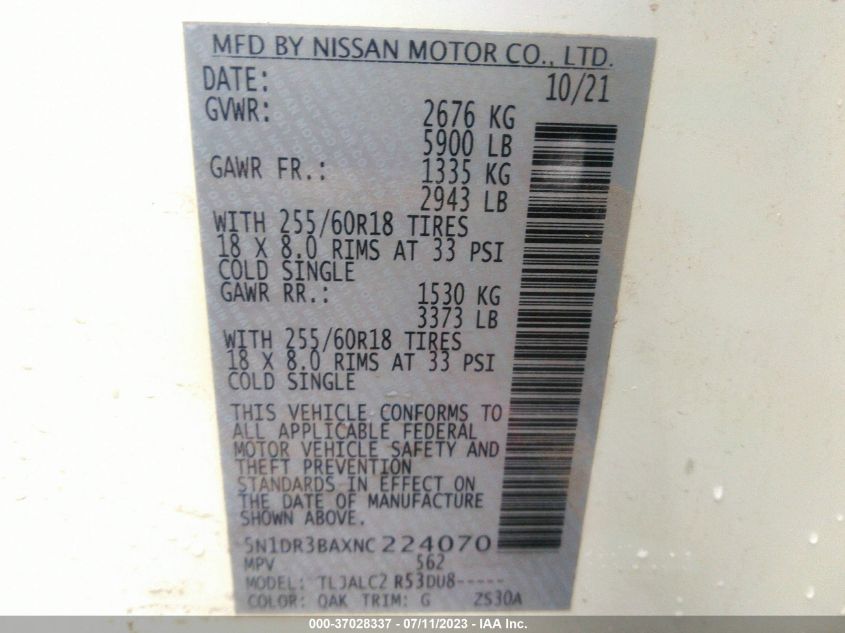 MFD BY NISSAN MOTOR CO., LTD.
DATE: 10/21
GVWR: 2676 KG
5900 LB
GAWR FR.: 1335 KG
2943 LB
WITH 255/60R18 TIRES
18 X 8.0 RIMS AT 33 PSI
COLD SINGLE
GAWR RR.: 1530 KG
3373 LB
WITH 255/60R18 TIRES
18 X 8.0 RIMS AT 33 PSI
COLD SINGLE
THIS VEHICLE CONFORMS TO
ALL APPLICABLE FEDERAL
MOTOR VEHICLE SAFETY AND
THEFT PREVENTION
STANDARDS IN EFFECT ON
THE DATE OF MANUFACTURE
SHOWN ABOVE.
5N1DR3BAXNC224070
MPV 562
MODEL: TLJALC2 R53DU8-----
COLOR: QAK TRIM: G ZS30A
000-37028337 - 07/11/2023 - IAA Inc.